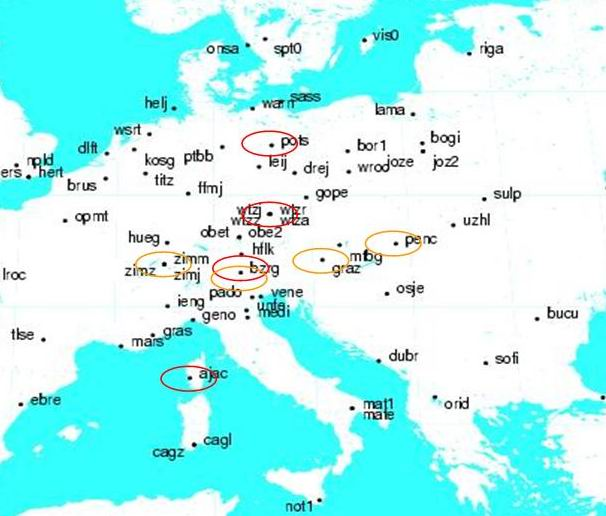 vis0
onsa
spt0
riga
helj
warn
sass
lama
wsrt
pots
bor1
bogi
dlft
kosg
ptbb
leij
drej
wroc
joze
joz2
npld
hert
ers
brus
titz
ffmj
gope
sulp
opmt
wtzj
wtzr
wtzz
wtza
uzhl
hueg
obet
obe2
penc
hflk
mtbg
zimm
zimz
zimj
bzrg
graz
lroc
osje
pado
vene
ieng
unfe
medi
geno
bucu
tlse
mars
gras
dubr
sofi
ajac
ebre
mat1
mate
orid
cagl
cagz
not1